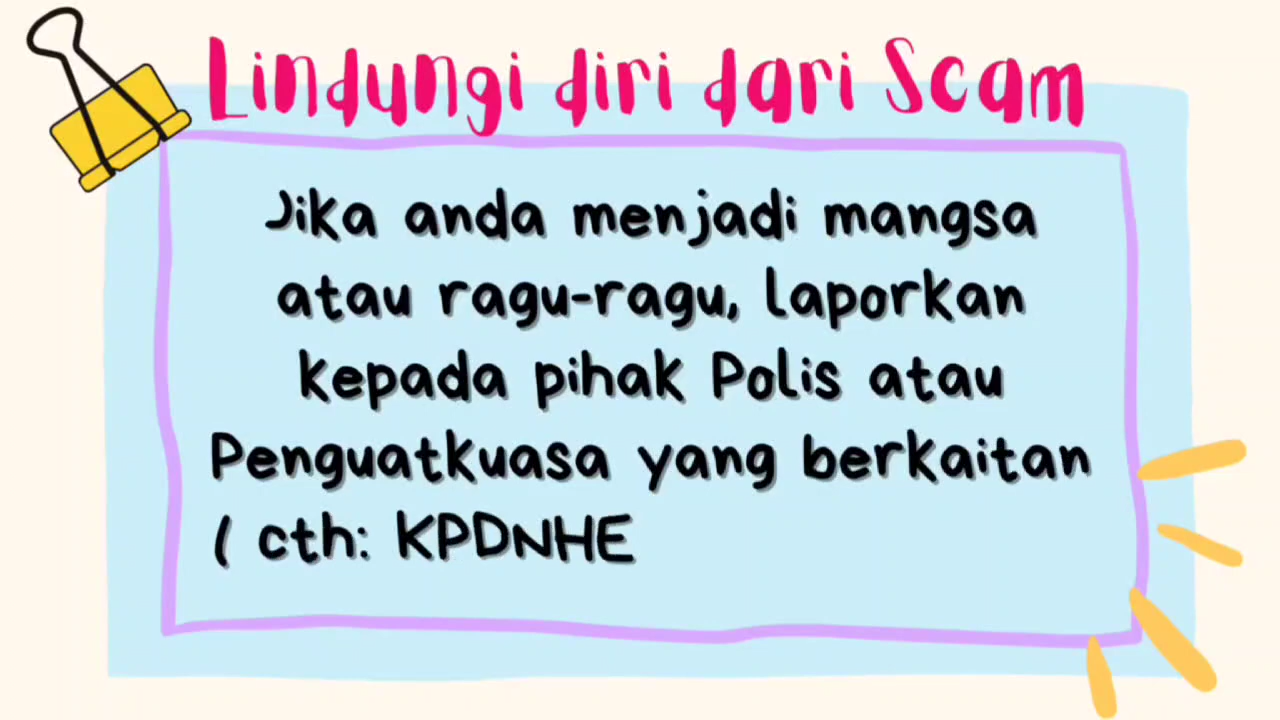 Lindungi diri dari Scam
Jika anda menjadi mangsa
atau ragu-ragu, laporkan
kepada pihak Polis atau
Penguatkuasa yang berkaitan
( cth: KPDNHE